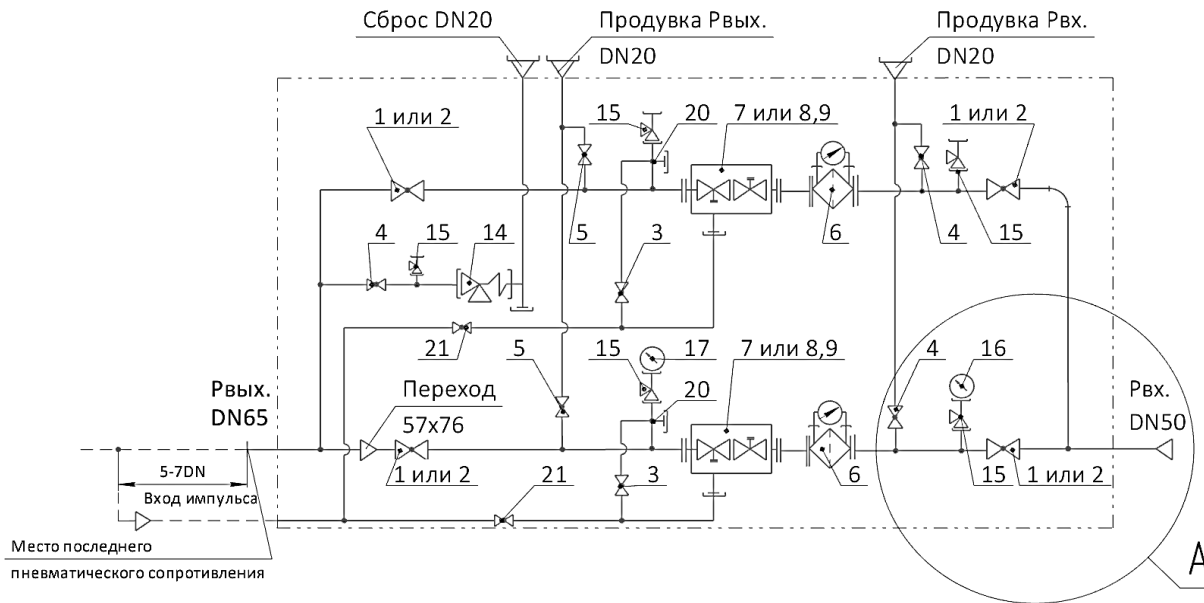 Сброс DN20
Продувка Рвых.
DN20
Продувка Рвх.
DN20
1 или 2
15
20
7 или 8,9
1 или 2
4
15
14
5
3
6
4
15
21
5
15
17
7 или 8,9
4
16
Рвых.
DN65
Переход
57х76
20
Рвх.
DN50
5-7DN
Вход импульса
1 или 2
21
3
6
15
1 или 2
Место последнего
пневматического сопротивления
А